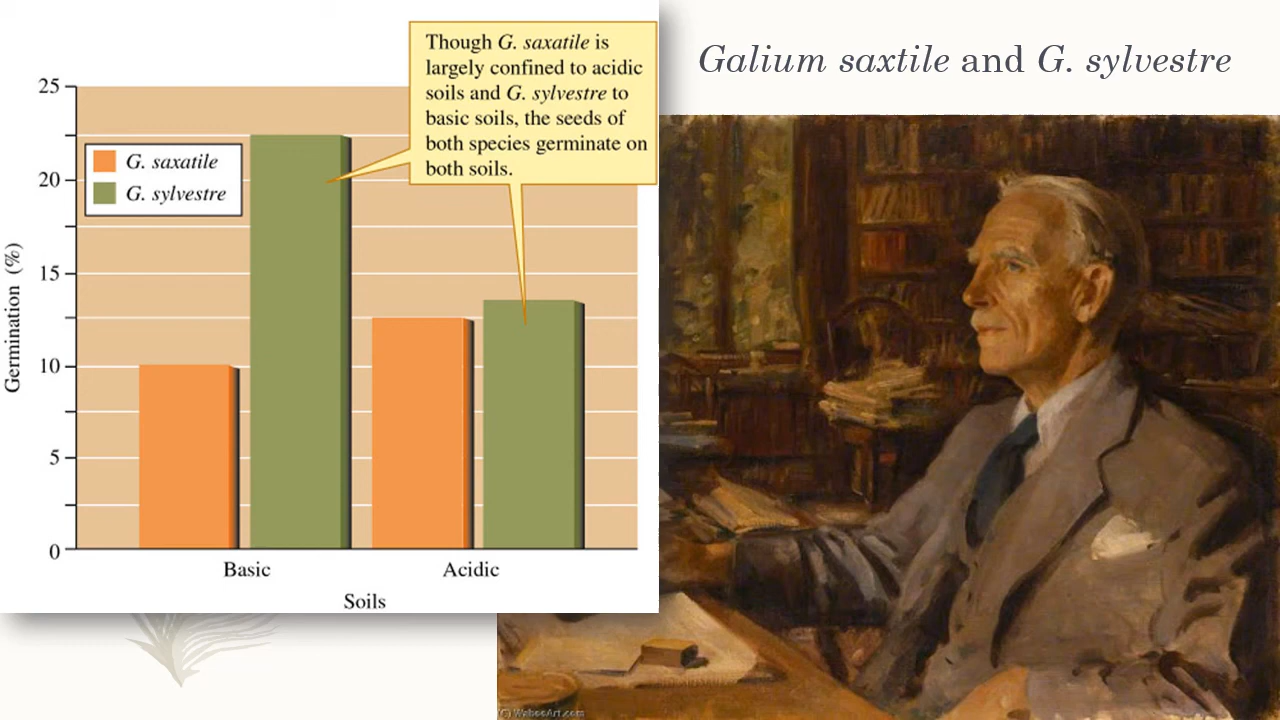 Galium saxtile and G. sylvestre
Though G. saxatile is
largely confined to acidic
soils and G. sylvestre to
basic soils, the seeds of
both species germinate on
both soils.
25
20
15
10
5
0
Germination (%)
G. saxatile
G. sylvestre
Basic
Acidic
Soils
(C) WahooArt.com